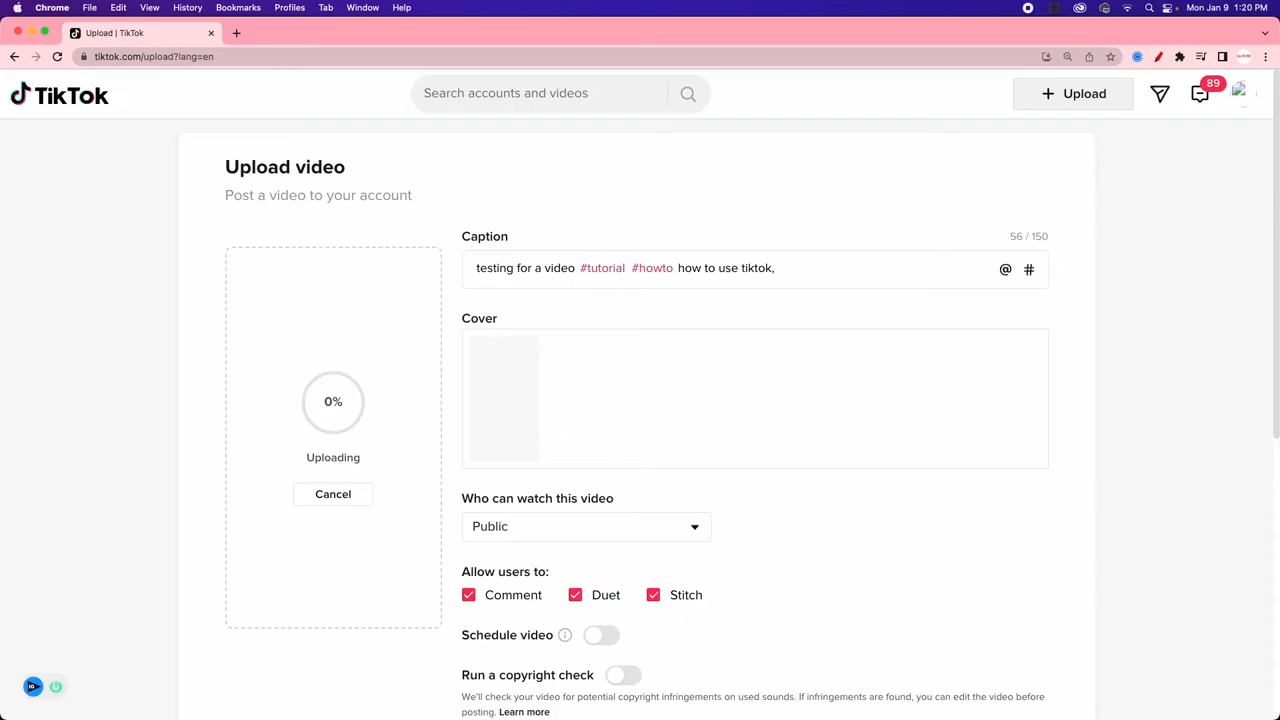 Chrome File Edit View History Bookmarks Profiles Tab Window Help
Mon Jan 9 1:20 PM
Upload | TikTok
tiktok.com/upload?lang=en
TikTok
Search accounts and videos
Upload
89
Upload video
Post a video to your account
Caption
56 / 150
testing for a video #tutorial #howto how to use tiktok,
@ #
Cover
0%
Uploading
Cancel
Who can watch this video
Public
Allow users to:
Comment Duet Stitch
Schedule video
Run a copyright check
We'll check your video for potential copyright infringements on used sounds. If infringements are found, you can edit the video before
posting. Learn more